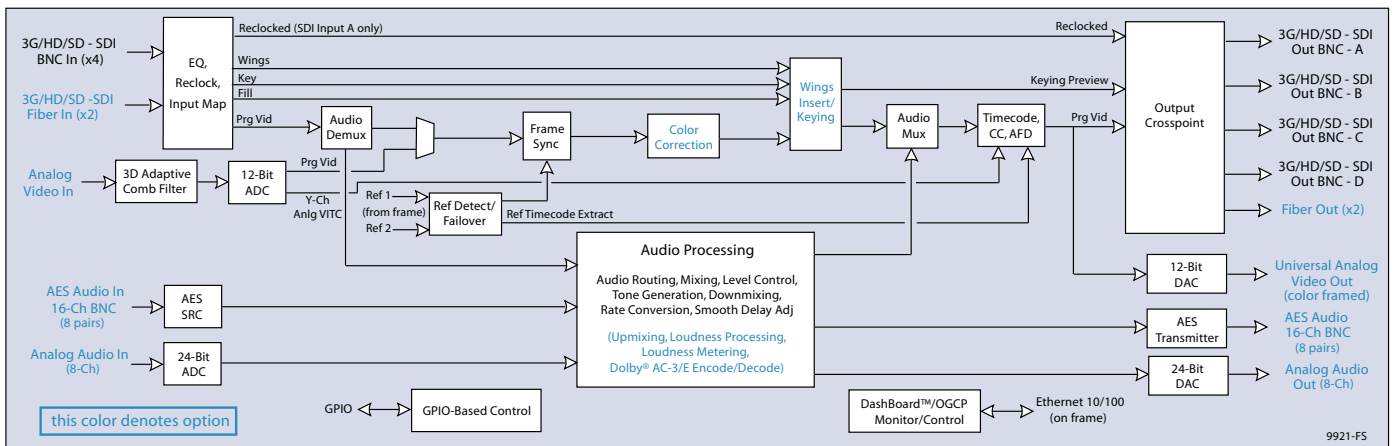 3G/HD/SD - SDI
BNC In (x4)
3G/HD/SD -SDI
Fiber In (x2)
EQ,
Reclock,
Input Map
Reclocked (SDI Input A only)
Wings
Key
Fill
Prg Vid
Audio
Demux
Frame
Sync
Color
Correction
Wings
Insert/
Keying
Keying Preview
Reclocked
Audio
Mux
Timecode,
CC, AFD
Prg Vid
Output
Crosspoint
3G/HD/SD - SDI
Out BNC - A
3G/HD/SD - SDI
Out BNC - B
3G/HD/SD - SDI
Out BNC - C
3G/HD/SD - SDI
Out BNC - D
Fiber Out (x2)
Analog
Video In
3D Adaptive
Comb Filter
12-Bit
ADC
Prg Vid
Y-Ch
Anlg VITC
Ref 1
(from frame)
Ref 2
Ref Detect/
Failover
Ref Timecode Extract
Audio Processing
Audio Routing, Mixing, Level Control,
Tone Generation, Downmixing,
Rate Conversion, Smooth Delay Adj
(Upmixing, Loudness Processing,
Loudness Metering,
Dolby® AC-3/E Encode/Decode)
12-Bit
DAC
Universal Analog
Video Out
(color framed)
AES Audio In
16-Ch BNC
(8 pairs)
AES
SRC
AES
Transmitter
AES Audio
16-Ch BNC
(8 pairs)
Analog Audio In
(8-Ch)
24-Bit
ADC
24-Bit
DAC
Analog Audio
Out (8-Ch)
this color denotes option
GPIO
GPIO-Based Control
DashBoard™/OGCP
Monitor/Control
Ethernet 10/100
(on frame)
9921-FS